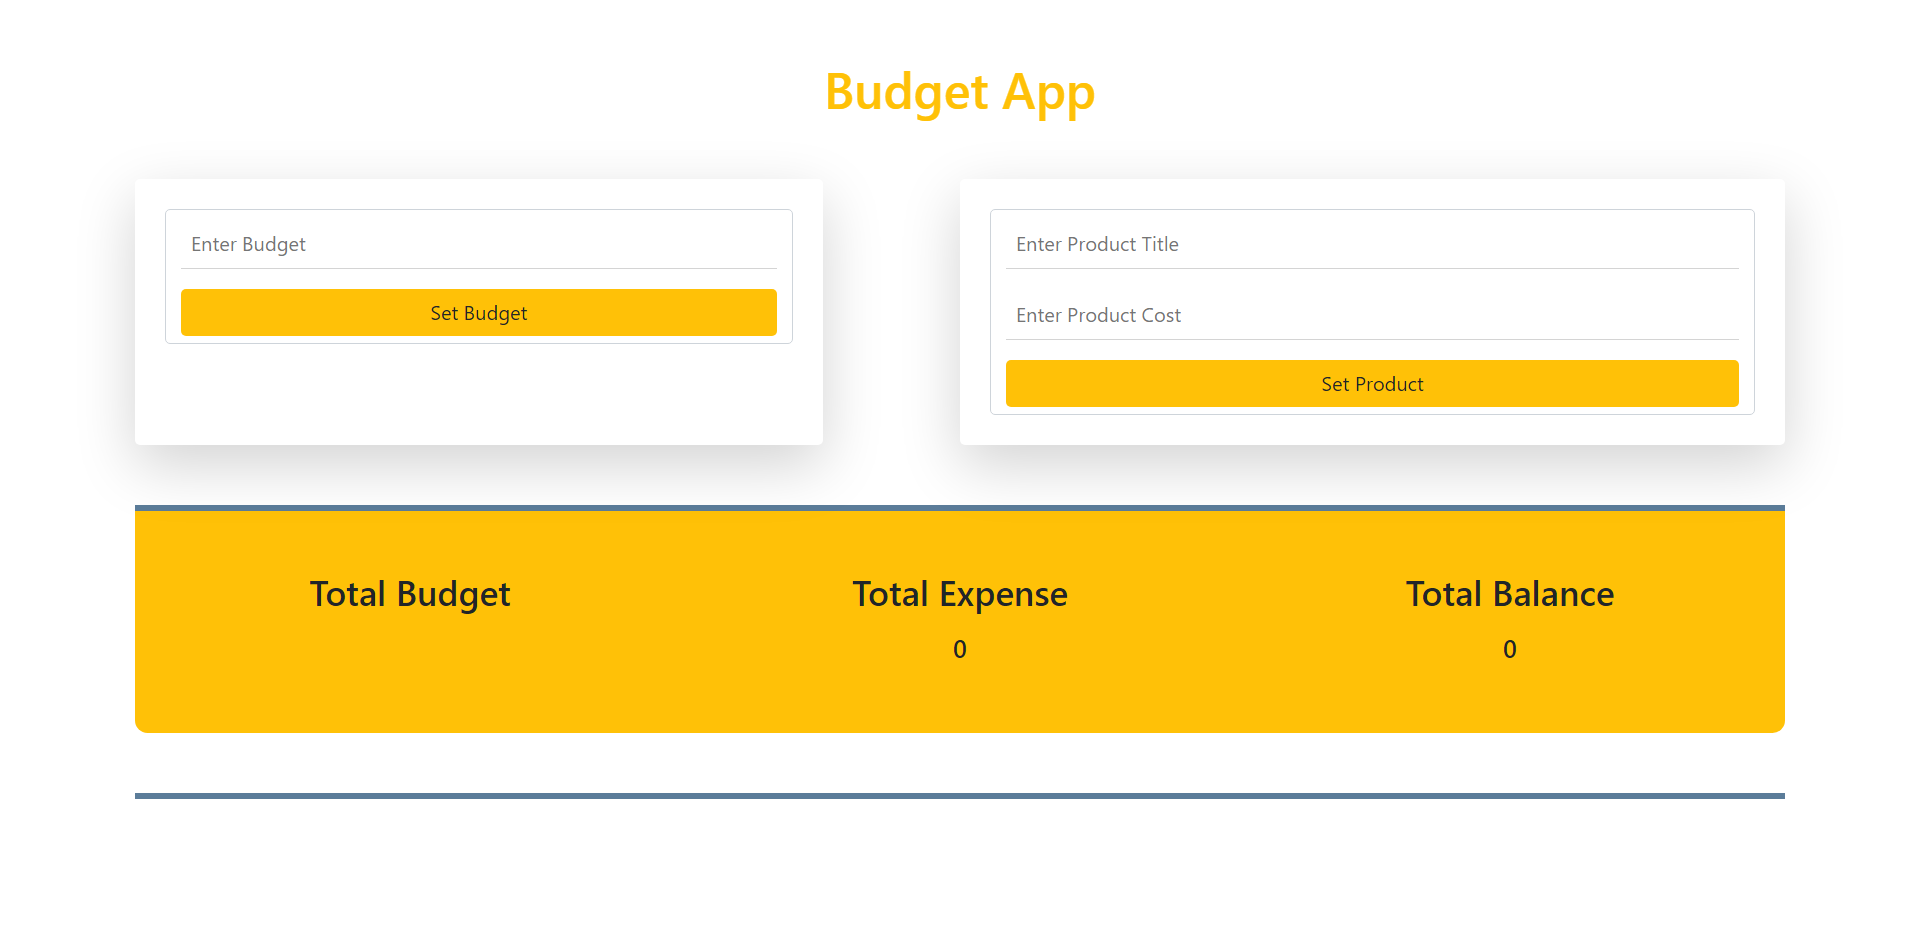 Budget App
Enter Budget
Set Budget
Enter Product Title
Enter Product Cost
Set Product
Total Budget
Total Expense
0
Total Balance
0